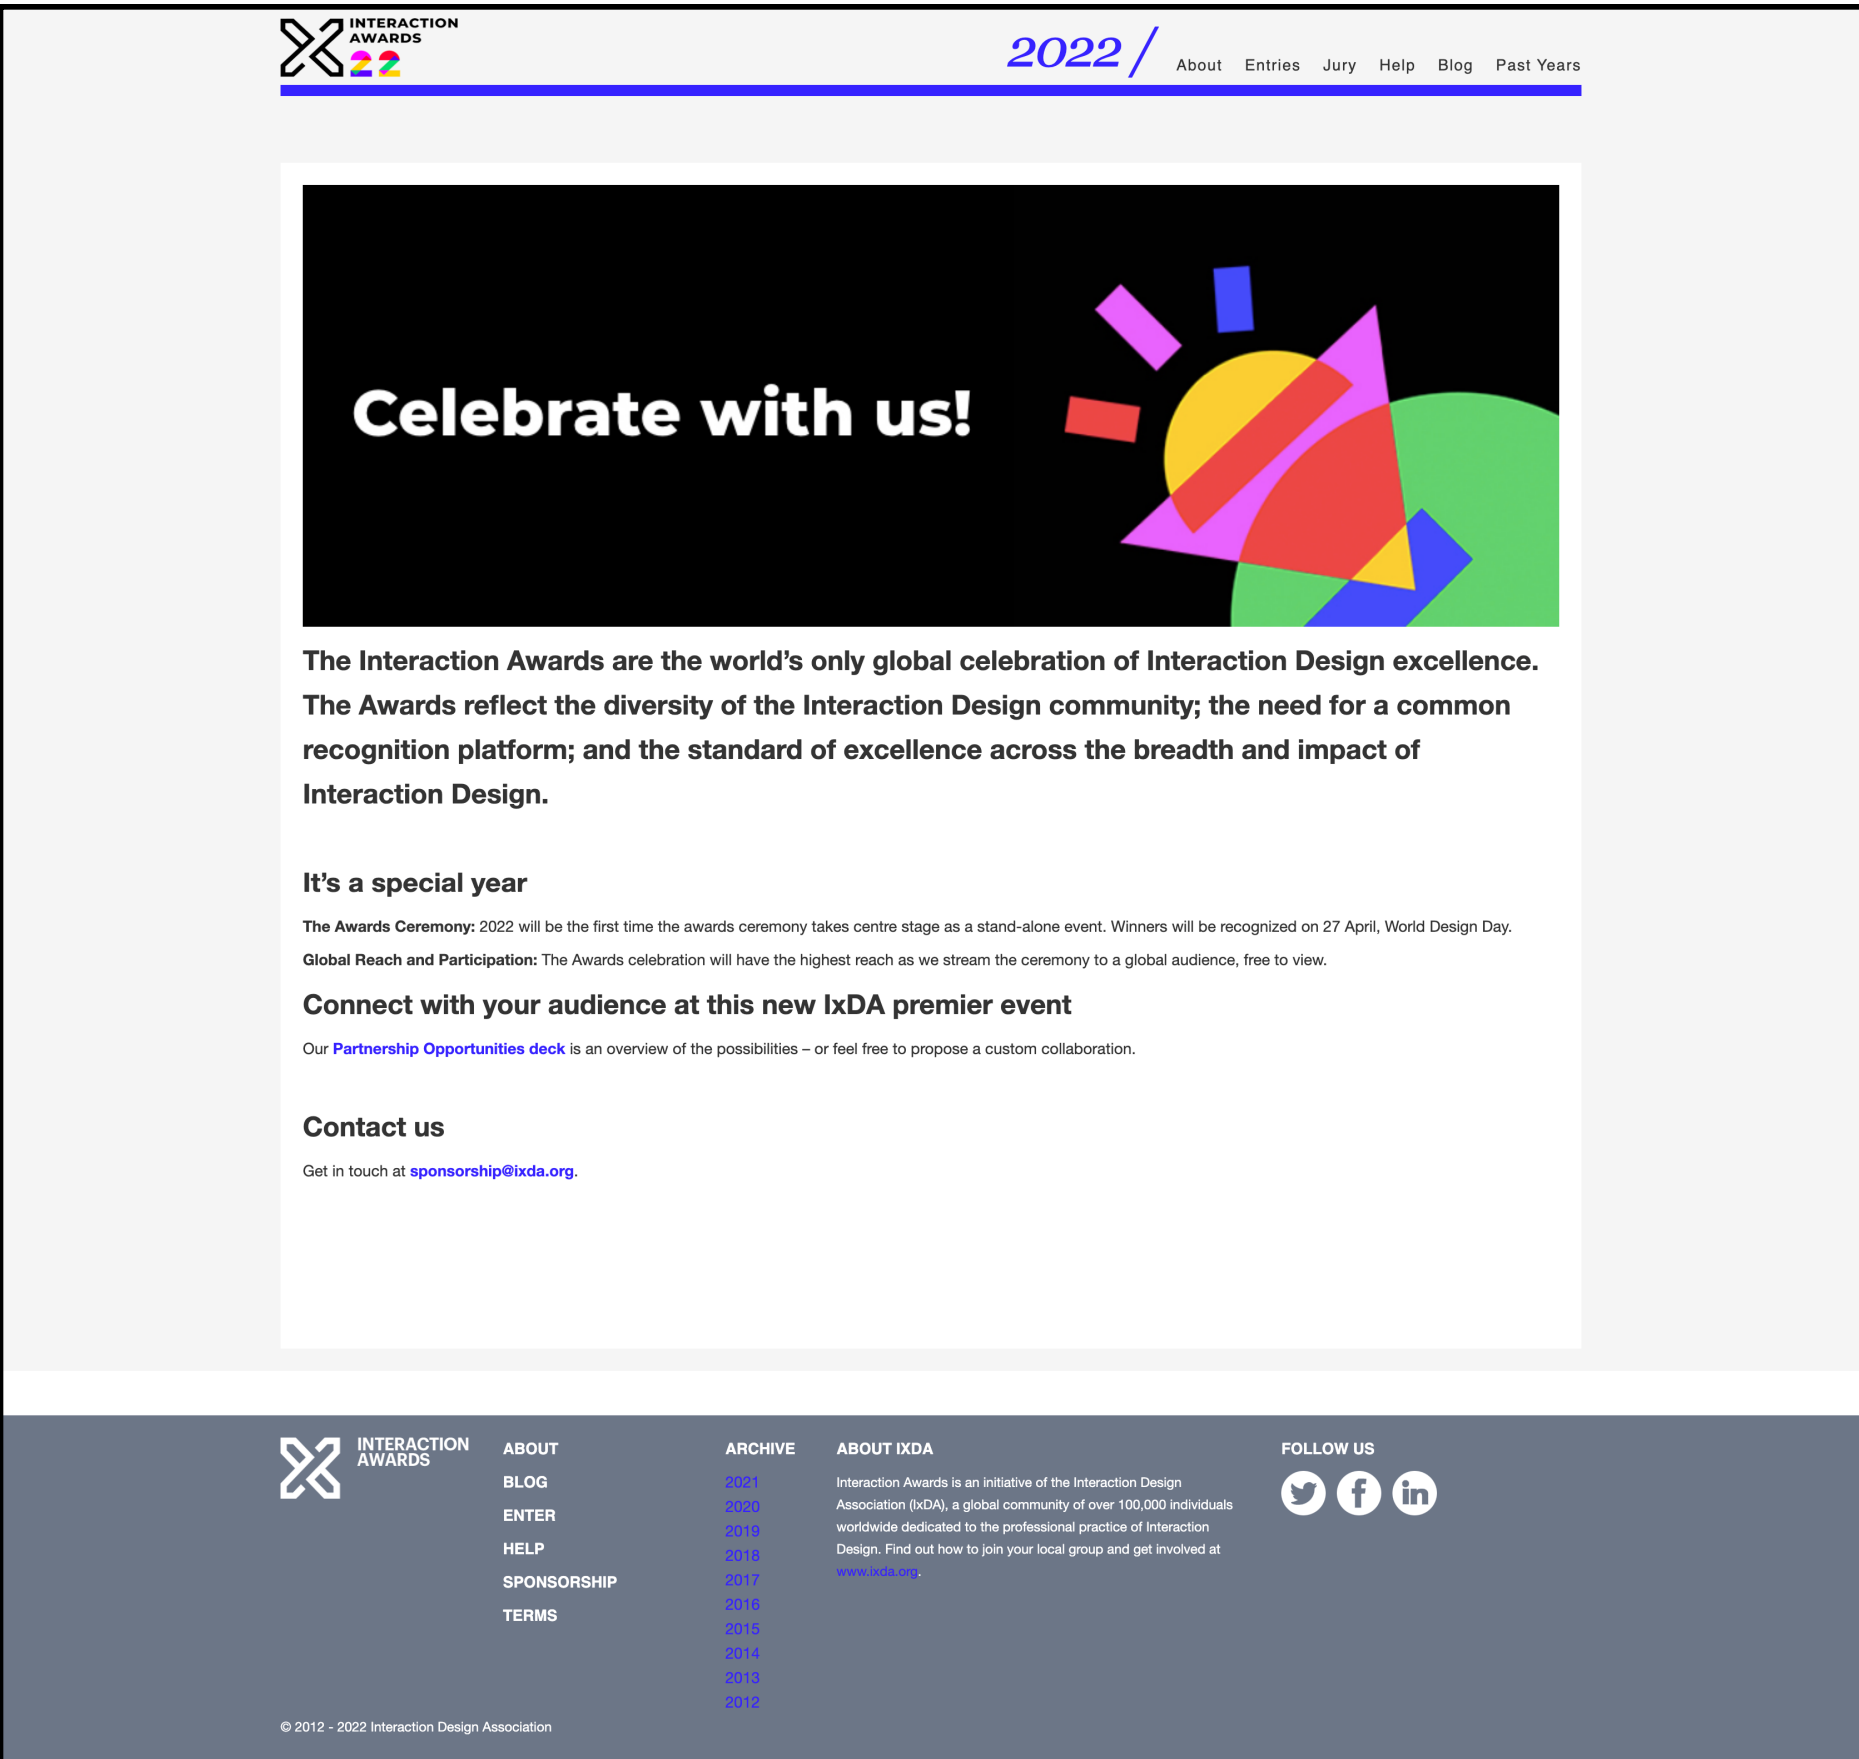 INTERACTION
AWARDS
22
2022 /
About Entries Jury Help Blog Past Years
Celebrate with us!
The Interaction Awards are the world’s only global celebration of Interaction Design excellence.
The Awards reflect the diversity of the Interaction Design community; the need for a common
recognition platform; and the standard of excellence across the breadth and impact of
Interaction Design.
It’s a special year
The Awards Ceremony: 2022 will be the first time the awards ceremony takes centre stage as a stand-alone event. Winners will be recognized on 27 April, World Design Day.
Global Reach and Participation: The Awards celebration will have the highest reach as we stream the ceremony to a global audience, free to view.
Connect with your audience at this new IxDA premier event
Our Partnership Opportunities deck is an overview of the possibilities – or feel free to propose a custom collaboration.
Contact us
Get in touch at sponsorship@ixda.org.
INTERACTION
AWARDS
ABOUT
BLOG
ENTER
HELP
SPONSORSHIP
TERMS
ARCHIVE
2021
2020
2019
2018
2017
2016
2015
2014
2013
2012
ABOUT IXDA
Interaction Awards is an initiative of the Interaction Design
Association (IxDA), a global community of over 100,000 individuals
worldwide dedicated to the professional practice of Interaction
Design. Find out how to join your local group and get involved at
www.ixda.org.
FOLLOW US
© 2012 - 2022 Interaction Design Association